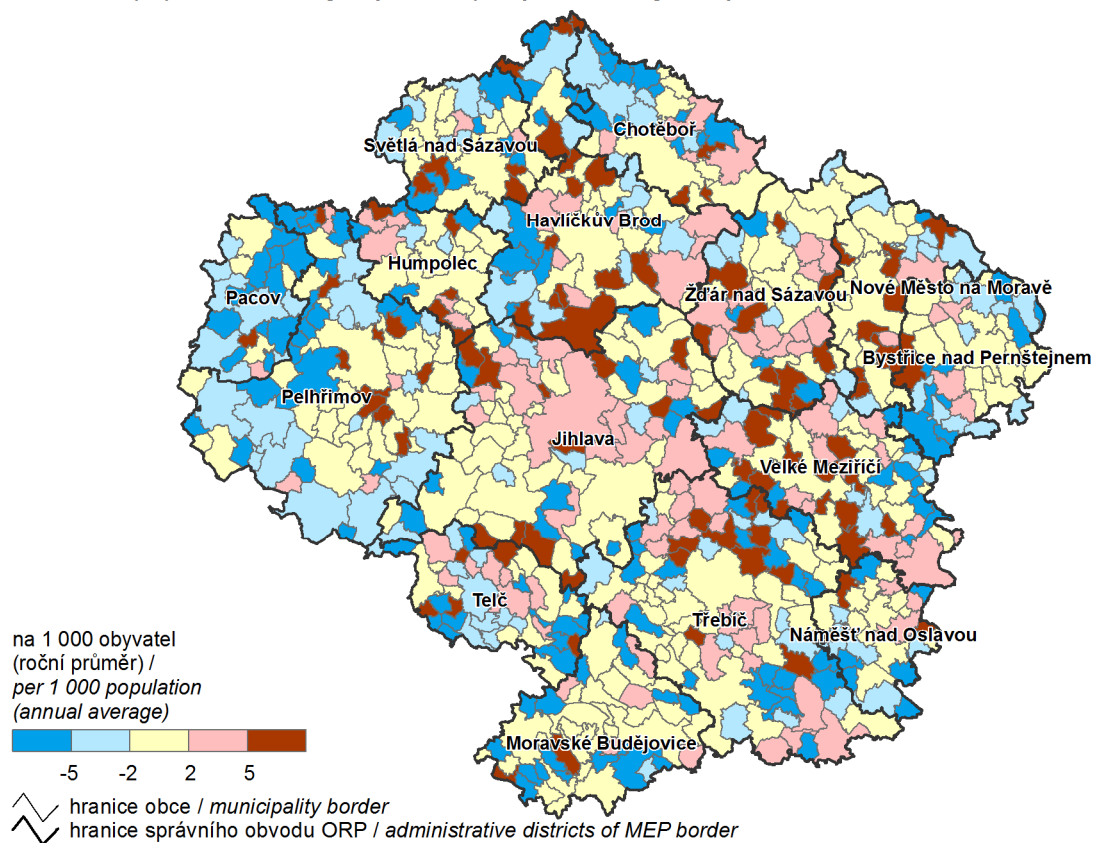 Chotěboř
Světlá nad Sázavou
Havlíčkův Brod
Humpolec
Pacov
Žďár nad Sázavou
Nové Město na Moravě
Bystřice nad Pernštejnem
Pelhřimov
Jihlava
Velké Meziříčí
Telč
Třebíč
Náměšť nad Oslavou
Moravské Budějovice
na 1 000 obyvatel
(roční průměr) /
per 1 000 population
(annual average)
-5 -2 2 5
hranice obce / municipality border
hranice správního obvodu ORP / administrative districts of MEP border